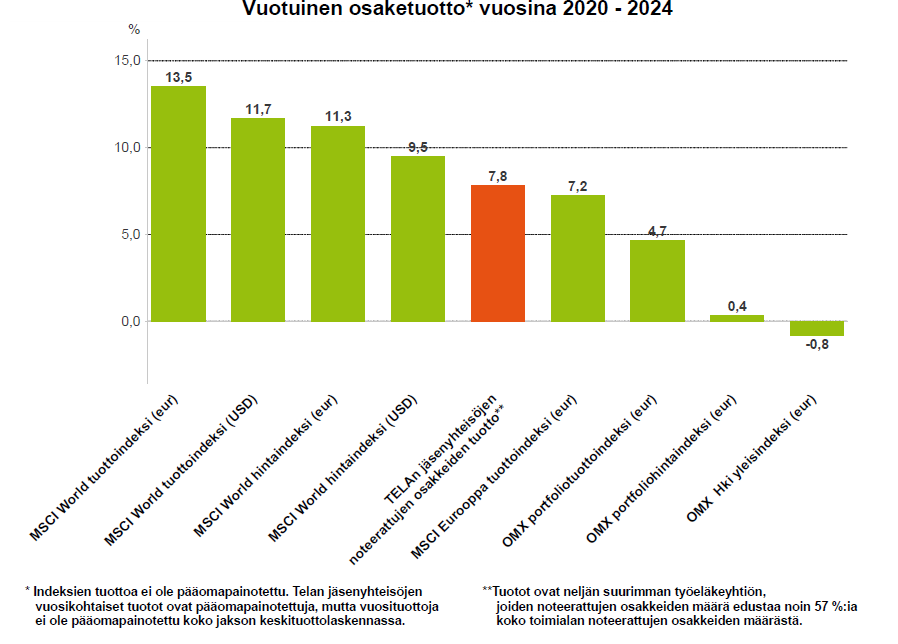 Vuotuinen osaketuotto* vuosina 2020 - 2024
%
15,0
10,0
5,0
0,0
13,5
11,7
11,3
9,5
7,8
7,2
4,7
0,4
-0,8
MSCI World tuottoindeksi (eur)
MSCI World tuottoindeksi (USD)
MSCI World hintaindeksi (eur)
MSCI World hintaindeksi (USD)
TELAn jäsenyhteisöjen
noteerattujen osakkeiden tuotto**
MSCI Eurooppa tuottoindeksi (eur)
OMX portfoliotuottoindeksi (eur)
OMX portfoliohintaindeksi (eur)
OMX Hki yleisindeksi (eur)
* Indeksien tuottoa ei ole pääomapainotettu. Telan jäsenyhteisöjen
vuosikohtaiset tuotot ovat pääomapainotettuja, mutta vuosituottoja
ei ole pääomapainotettu koko jakson keskituottolaskennassa.
**Tuotot ovat neljän suurimman työeläkeyhtiön,
joiden noteerattujen osakkeiden määrä edustaa noin 57 %:ia
koko toimialan noteerattujen osakkeiden määrästä.